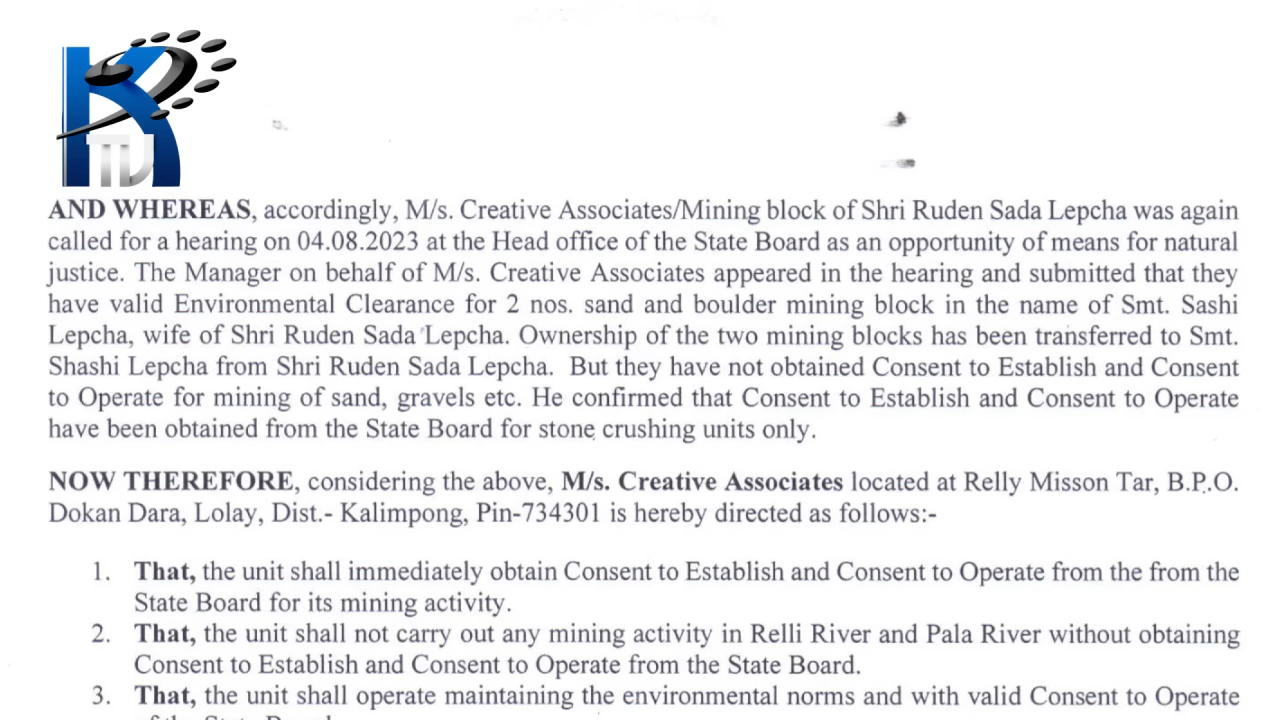 KTV
AND WHEREAS, accordingly, M/s. Creative Associates/Mining block of Shri Ruden Sada Lepcha was again
called for a hearing on 04.08.2023 at the Head office of the State Board as an opportunity of means for natural
justice. The Manager on behalf of M/s. Creative Associates appeared in the hearing and submitted that they
have valid Environmental Clearance for 2 nos. sand and boulder mining block in the name of Smt. Sashi
Lepcha, wife of Shri Ruden Sada Lepcha. Ownership of the two mining blocks has been transferred to Smt.
Shashi Lepcha from Shri Ruden Sada Lepcha. But they have not obtained Consent to Establish and Consent
to Operate for mining of sand, gravels etc. He confirmed that Consent to Establish and Consent to Operate
have been obtained from the State Board for stone crushing units only.
NOW THEREFORE, considering the above, M/s. Creative Associates located at Relly Misson Tar, B.P.O.
Dokan Dara, Lolay, Dist.- Kalimpong, Pin-734301 is hereby directed as follows:-
1. That, the unit shall immediately obtain Consent to Establish and Consent to Operate from the from the
State Board for its mining activity.
2. That, the unit shall not carry out any mining activity in Relli River and Pala River without obtaining
Consent to Establish and Consent to Operate from the State Board.
3. That, the unit shall operate maintaining the environmental norms and with valid Consent to Operate
of the State Board